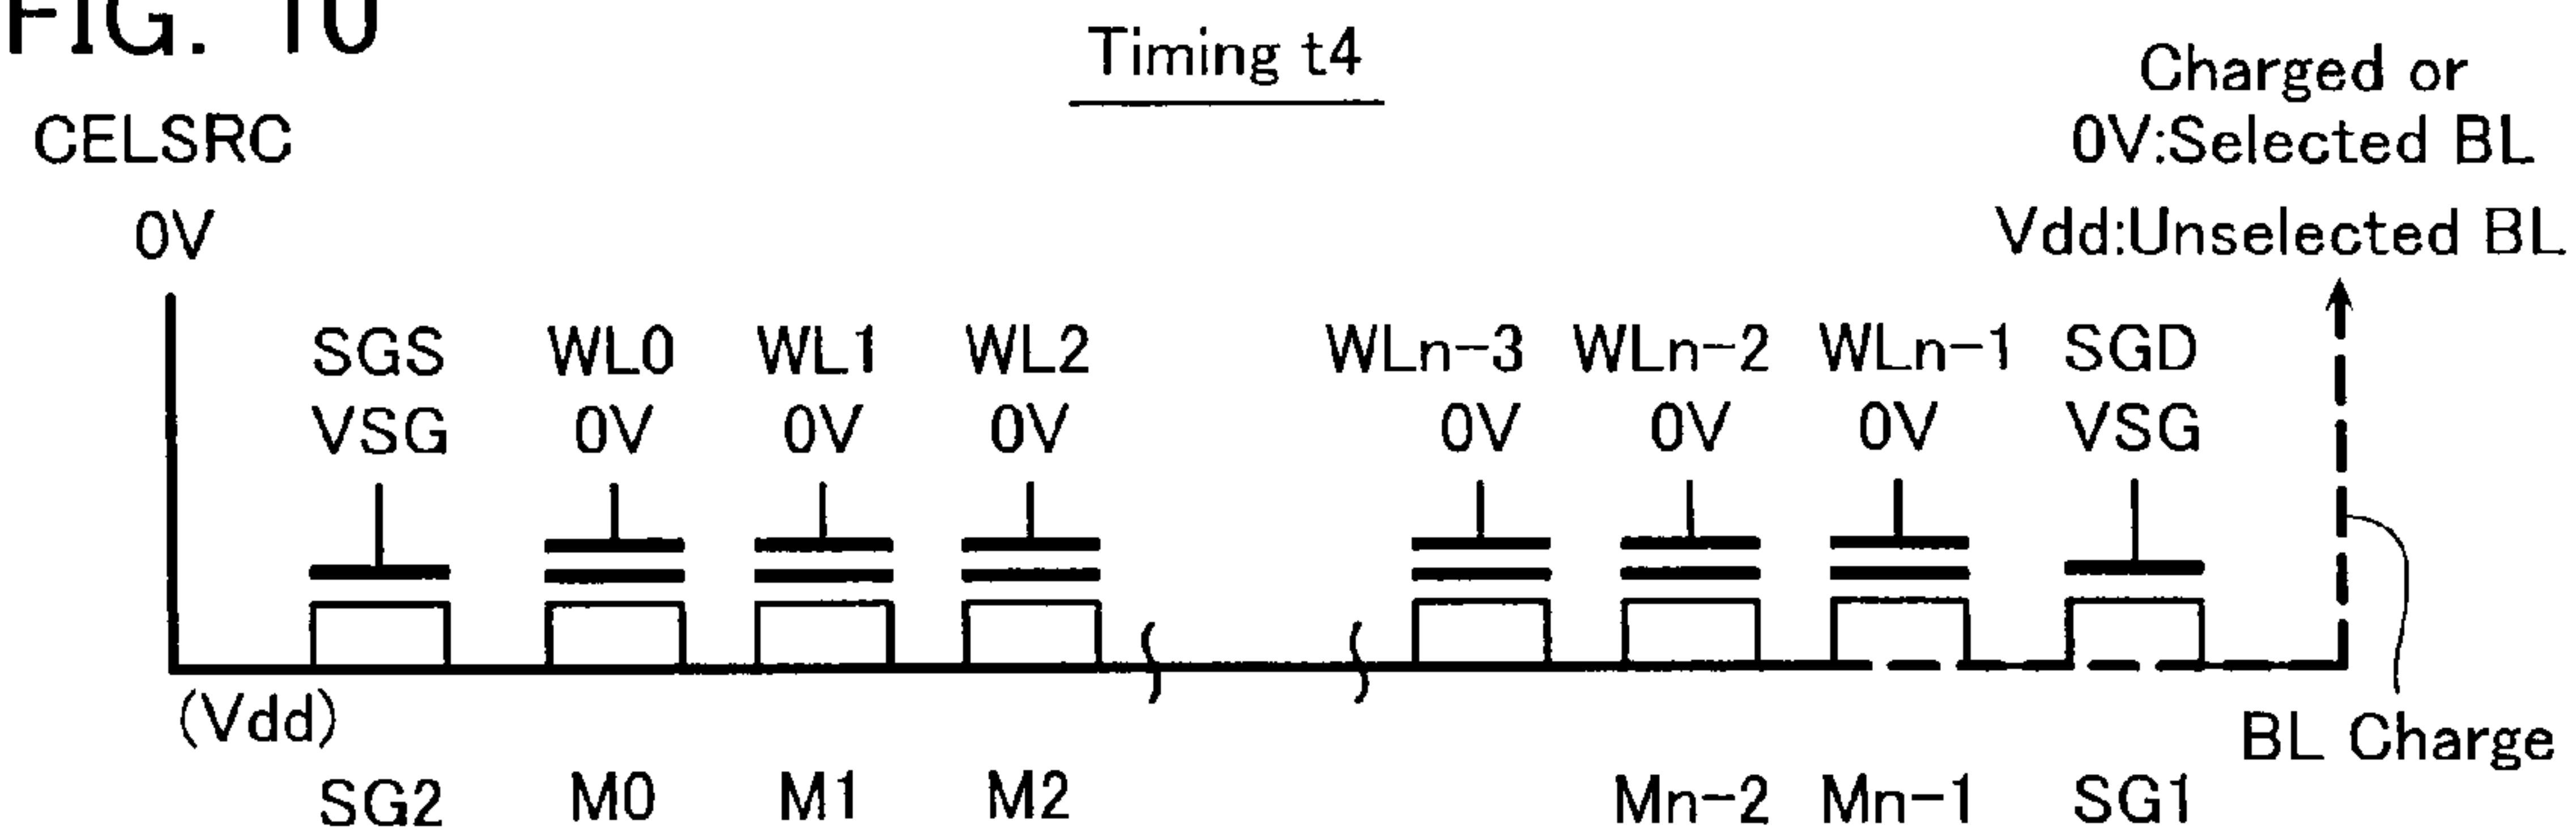 FIG. 10
Timing t4
Charged or
0V:Selected BL
Vdd:Unselected BL
CELSRC
0V
SGS WL0 WL1 WL2 WLn-3 WLn-2 WLn-1 SGD
VSG 0V 0V 0V 0V 0V 0V VSG
(Vdd)
BL Charge
SG2 M0 M1 M2 Mn-2 Mn-1 SG1